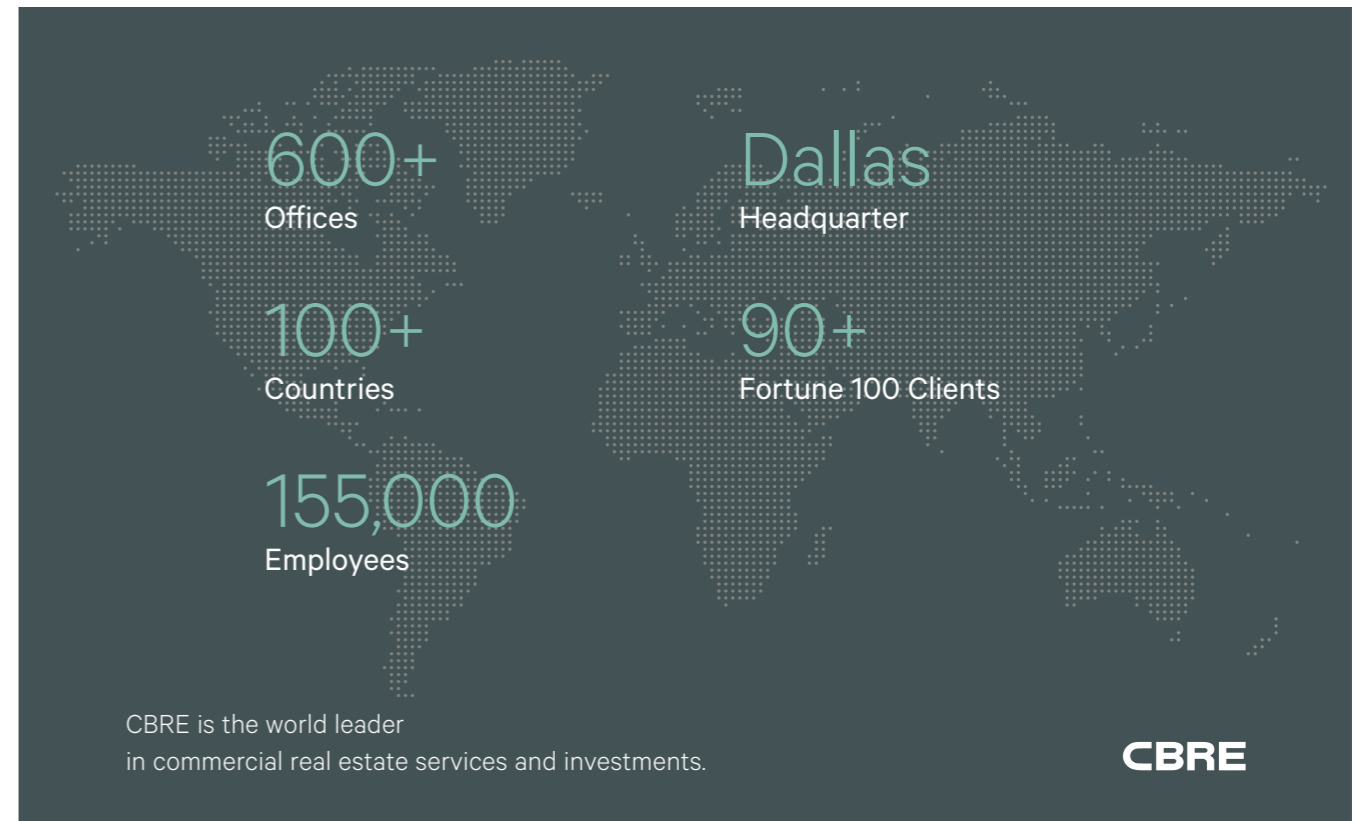 600+
Offices
Dallas
Headquarter
100+
Countries
90+
Fortune 100 Clients
155,000
Employees
CBRE is the world leader
in commercial real estate services and investments.
CBRE